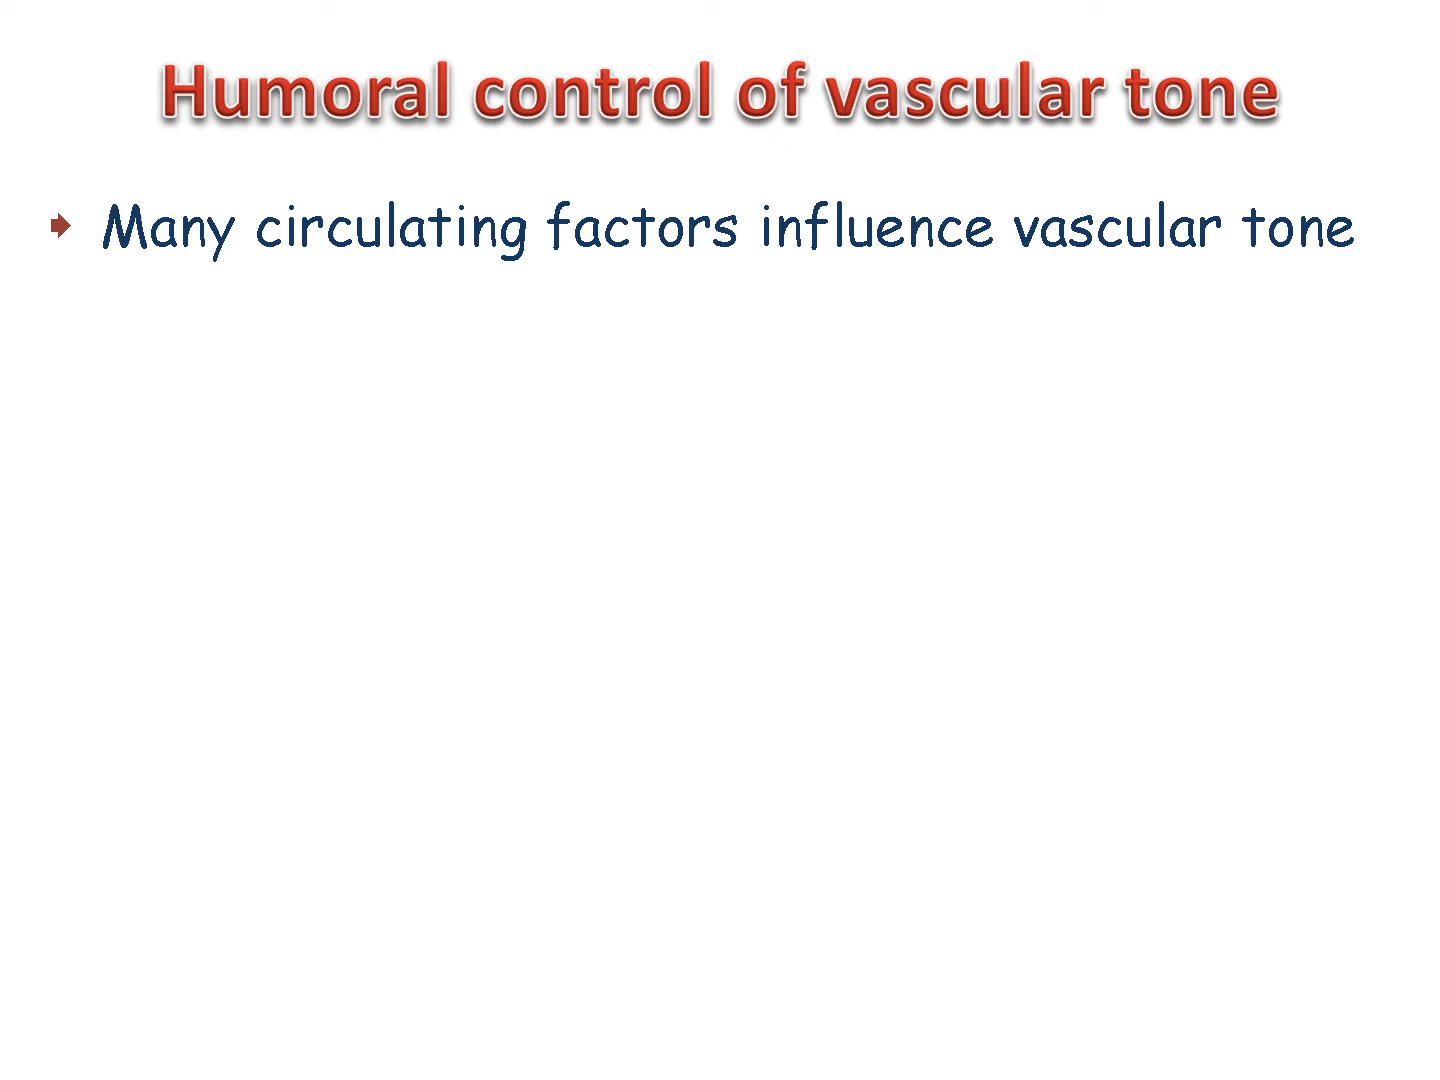 Humoral control of vascular tone
Many circulating factors influence vascular tone